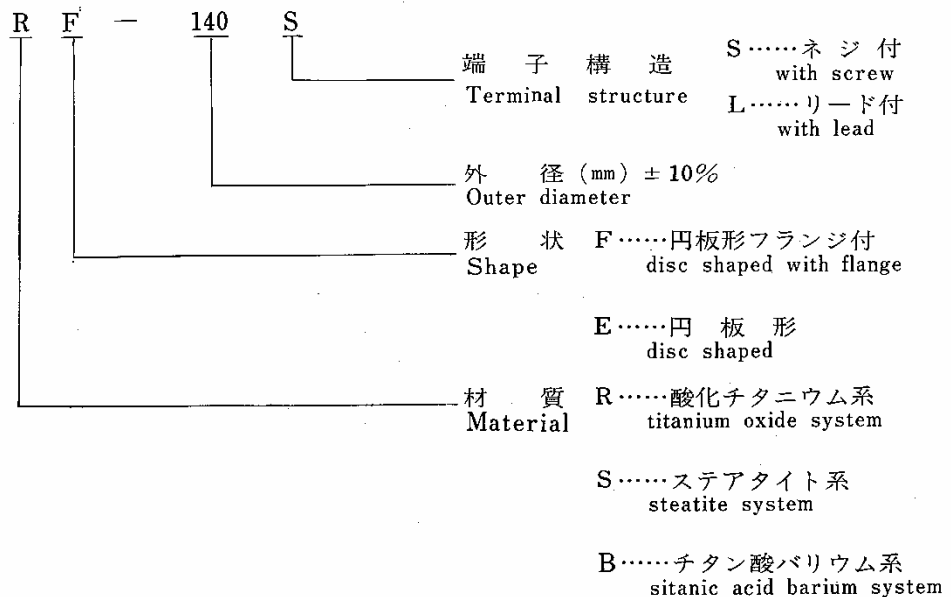 R F - 140 S
端子構造 S……ネジ付
Terminal structure with screw
L……リード付
with lead
外径(mm) ± 10%
Outer diameter
形状 F……円板形フランジ付
Shape disc shaped with flange
E……円板形
disc shaped
材質 R……酸化チタニウム系
Material titanium oxide system
S……ステアタイト系
steatite system
B……チタン酸バリウム系
sitanic acid barium system